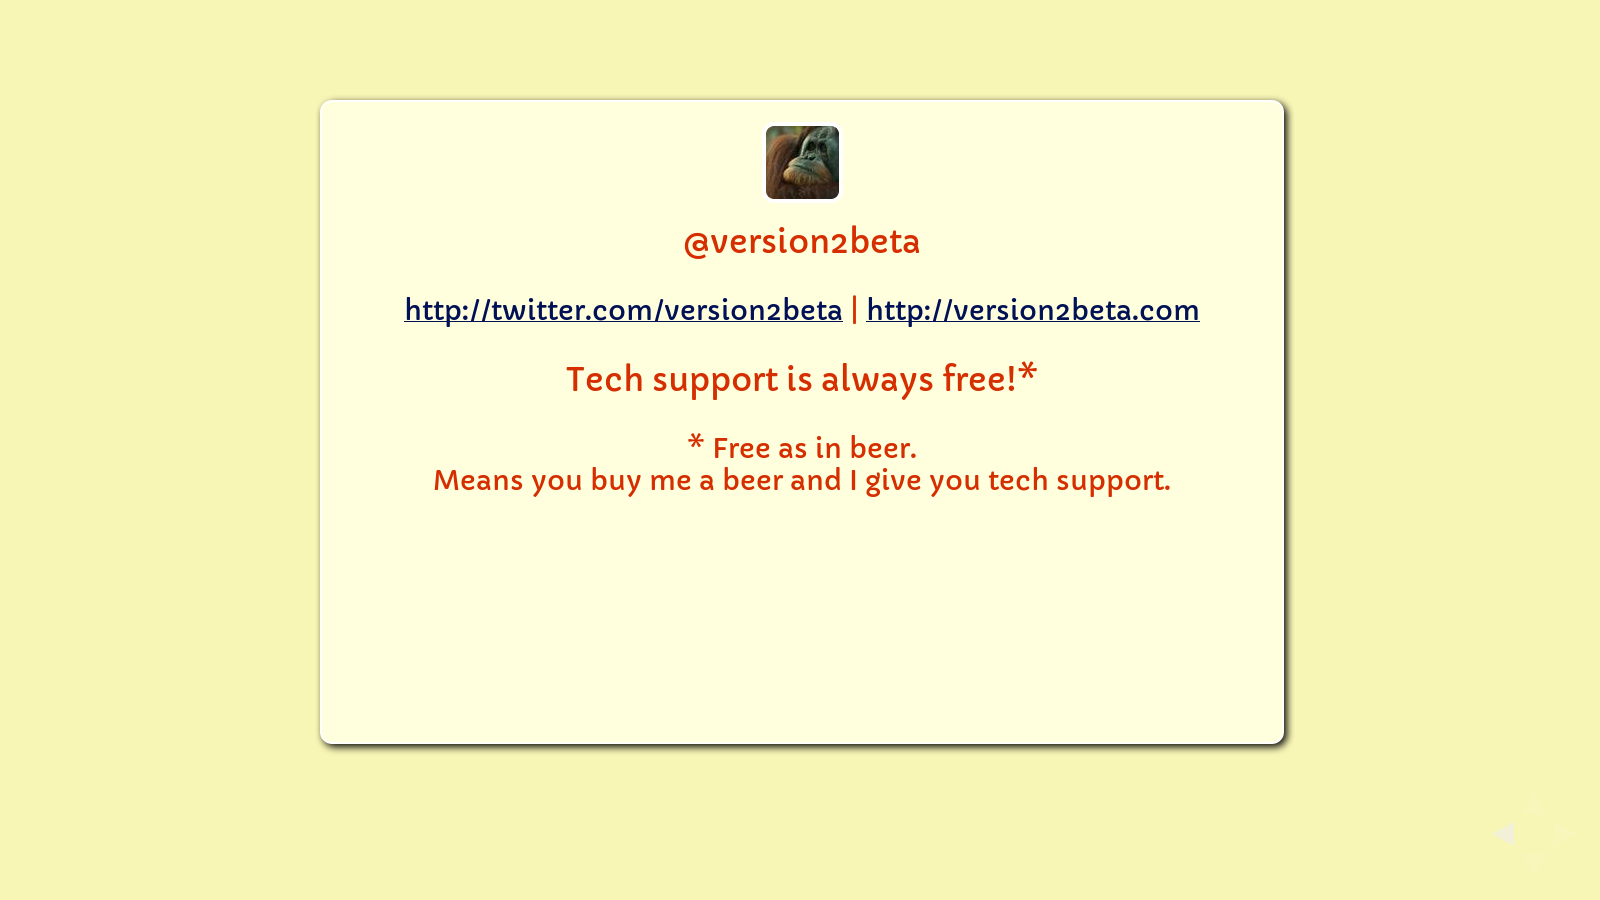 @version2beta
http://twitter.com/version2beta | http://version2beta.com
Tech support is always free!*
* Free as in beer.
Means you buy me a beer and I give you tech support.